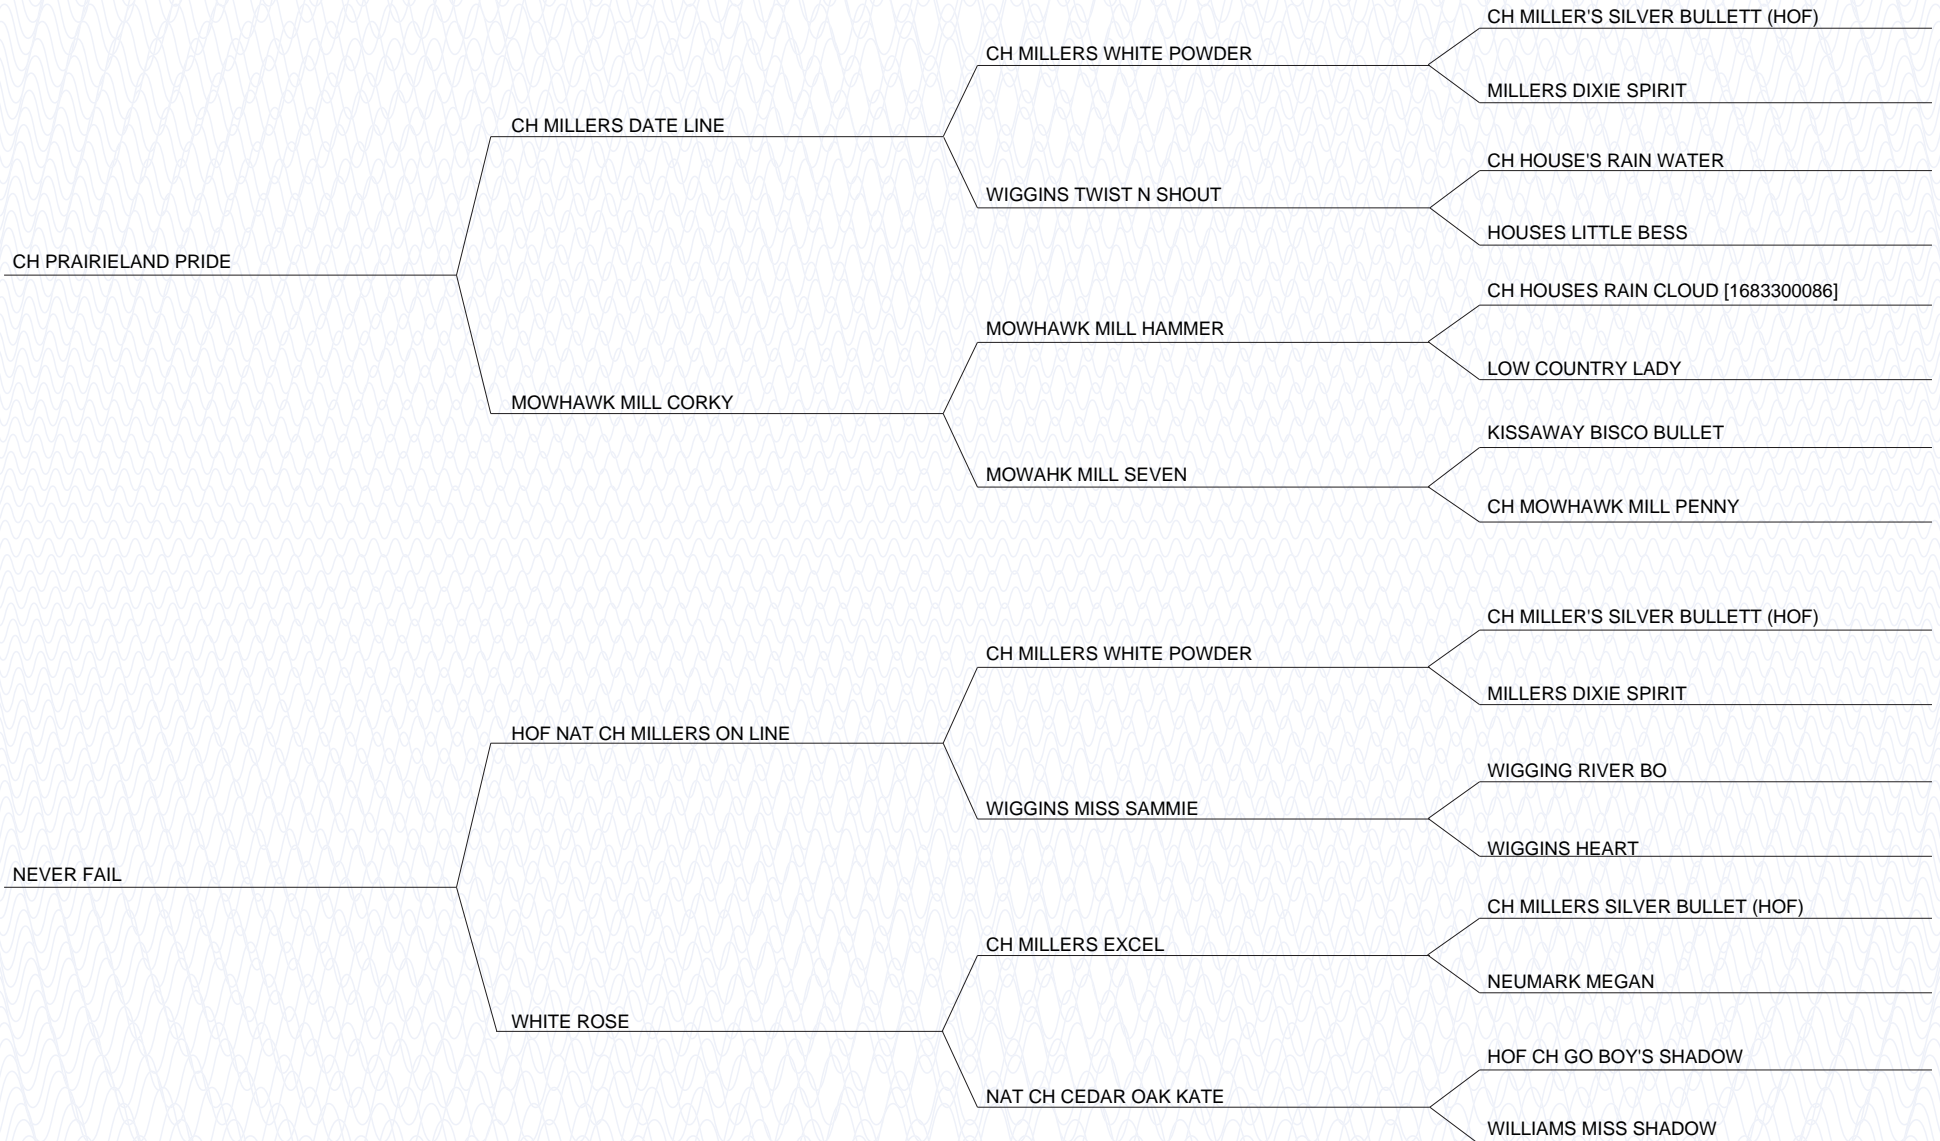 CH MILLER'S SILVER BULLETT (HOF)
CH MILLERS WHITE POWDER
MILLERS DIXIE SPIRIT
CH MILLERS DATE LINE
CH HOUSE'S RAIN WATER
WIGGINS TWIST N SHOUT
HOUSES LITTLE BESS
CH PRAIRIELAND PRIDE
CH HOUSES RAIN CLOUD [1683300086]
MOWHAWK MILL HAMMER
LOW COUNTRY LADY
MOWHAWK MILL CORKY
KISSAWAY BISCO BULLET
MOWAHK MILL SEVEN
CH MOWHAWK MILL PENNY
CH MILLER'S SILVER BULLETT (HOF)
CH MILLERS WHITE POWDER
MILLERS DIXIE SPIRIT
HOF NAT CH MILLERS ON LINE
WIGGING RIVER BO
WIGGINS MISS SAMMIE
WIGGINS HEART
NEVER FAIL
CH MILLERS SILVER BULLET (HOF)
CH MILLERS EXCEL
NEUMARK MEGAN
WHITE ROSE
HOF CH GO BOY'S SHADOW
NAT CH CEDAR OAK KATE
WILLIAMS MISS SHADOW